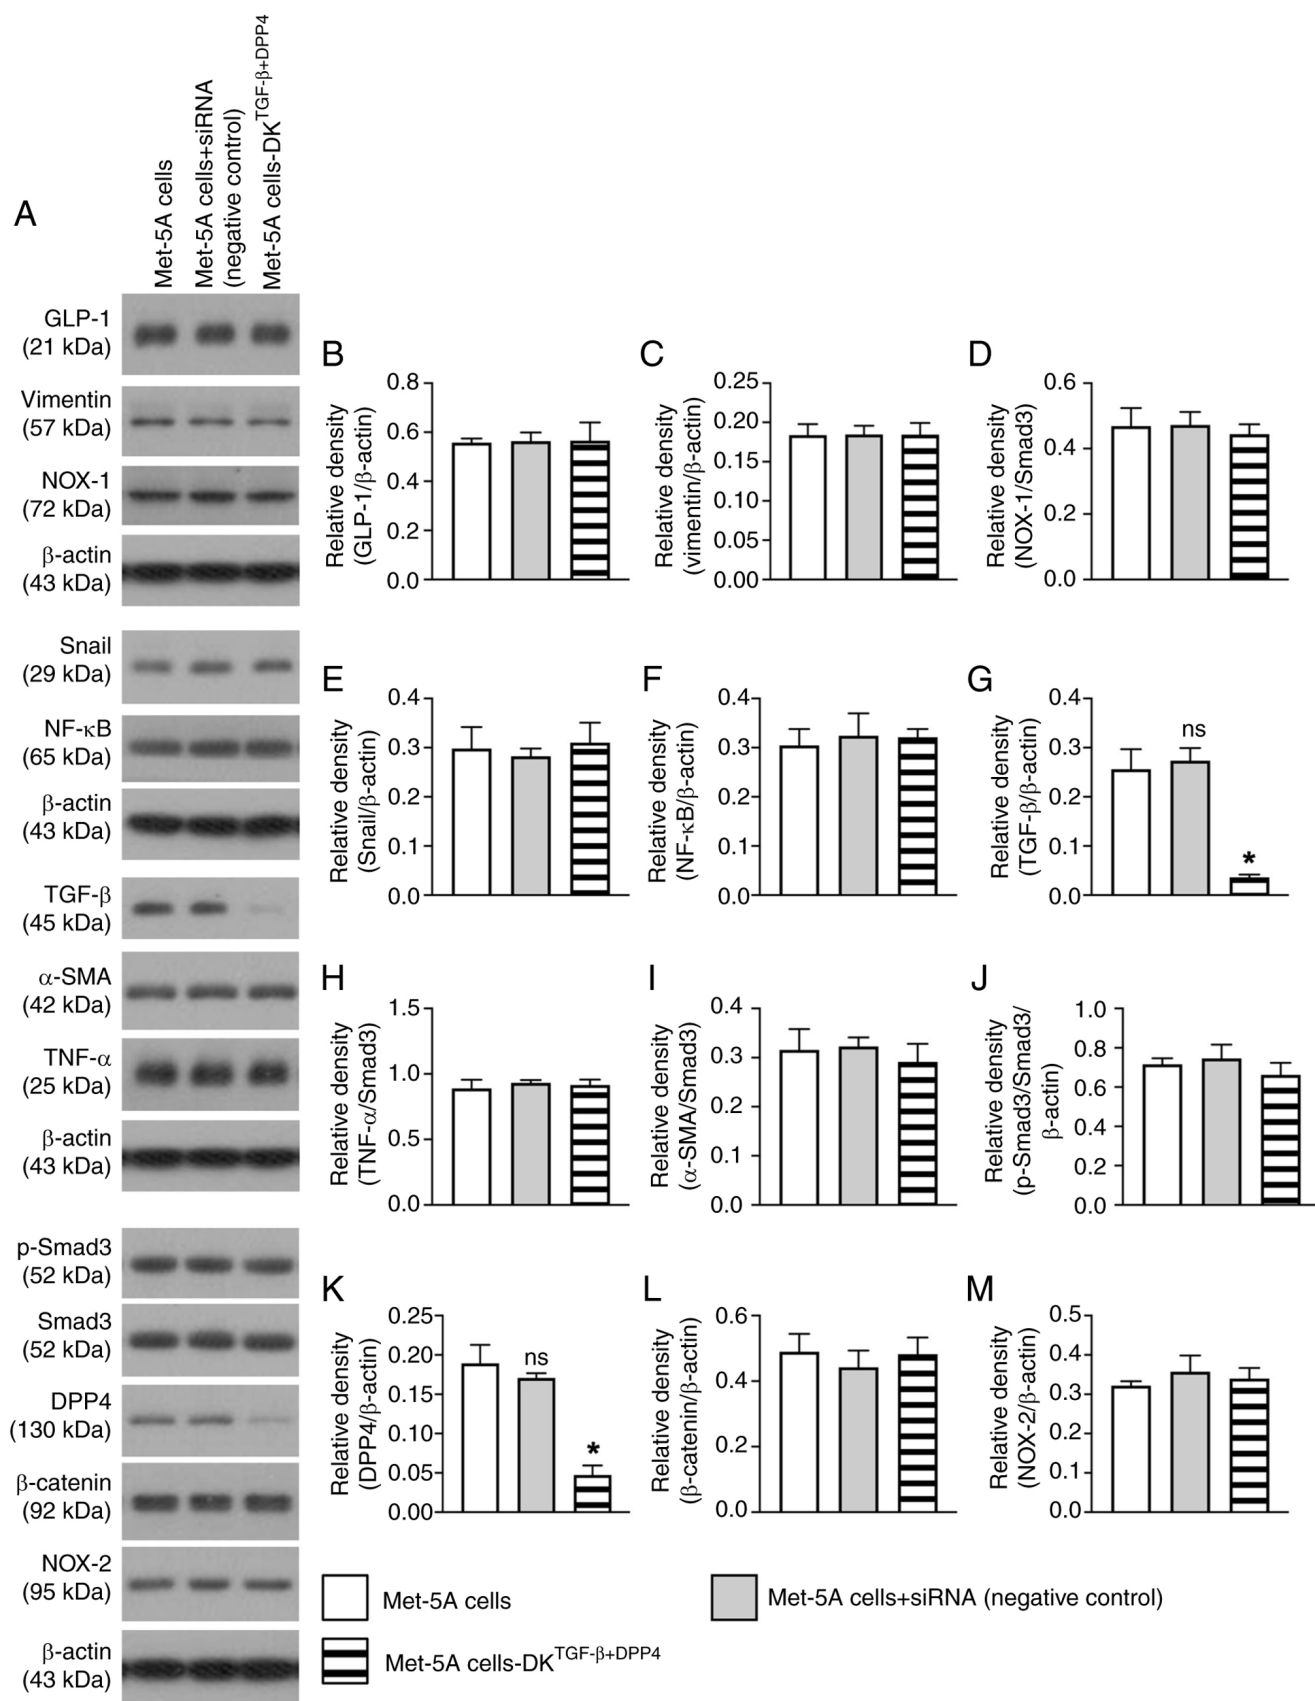 A
Met-5A cells
Met-5A cells+siRNA
(negative control)
Met-5A cells-DKTGF-β+DPP4
GLP-1
(21 kDa)
Vimentin
(57 kDa)
NOX-1
(72 kDa)
β-actin
(43 kDa)
Snail
(29 kDa)
NF-κB
(65 kDa)
β-actin
(43 kDa)
TGF-β
(45 kDa)
α-SMA
(42 kDa)
TNF-α
(25 kDa)
β-actin
(43 kDa)
p-Smad3
(52 kDa)
Smad3
(52 kDa)
DPP4
(130 kDa)
β-catenin
(92 kDa)
NOX-2
(95 kDa)
β-actin
(43 kDa)
B
Relative density
(GLP-1/β-actin)
0.8
0.6
0.4
0.2
0.0
C
Relative density
(vimentin/β-actin)
0.25
0.20
0.15
0.10
0.05
0.00
D
Relative density
(NOX-1/Smad3)
0.6
0.4
0.2
0.0
E
Relative density
(Snail/β-actin)
0.4
0.3
0.2
0.1
0.0
F
Relative density
(NF-κB/β-actin)
0.4
0.3
0.2
0.1
0.0
G
Relative density
(TGF-β/β-actin)
0.4
0.3
0.2
0.1
0.0
ns
*
H
Relative density
(TNF-α/Smad3)
1.5
1.0
0.5
0.0
I
Relative density
(α-SMA/Smad3)
0.4
0.3
0.2
0.1
0.0
J
Relative density
(p-Smad3/Smad3/
β-actin)
1.0
0.8
0.6
0.4
0.2
0.0
K
Relative density
(DPP4/β-actin)
0.25
0.20
0.15
0.10
0.05
0.00
ns
*
L
Relative density
(β-catenin/β-actin)
0.6
0.4
0.2
0.0
M
Relative density
(NOX-2/β-actin)
0.5
0.4
0.3
0.2
0.1
0.0
Met-5A cells
Met-5A cells+siRNA (negative control)
Met-5A cells-DKTGF-β+DPP4